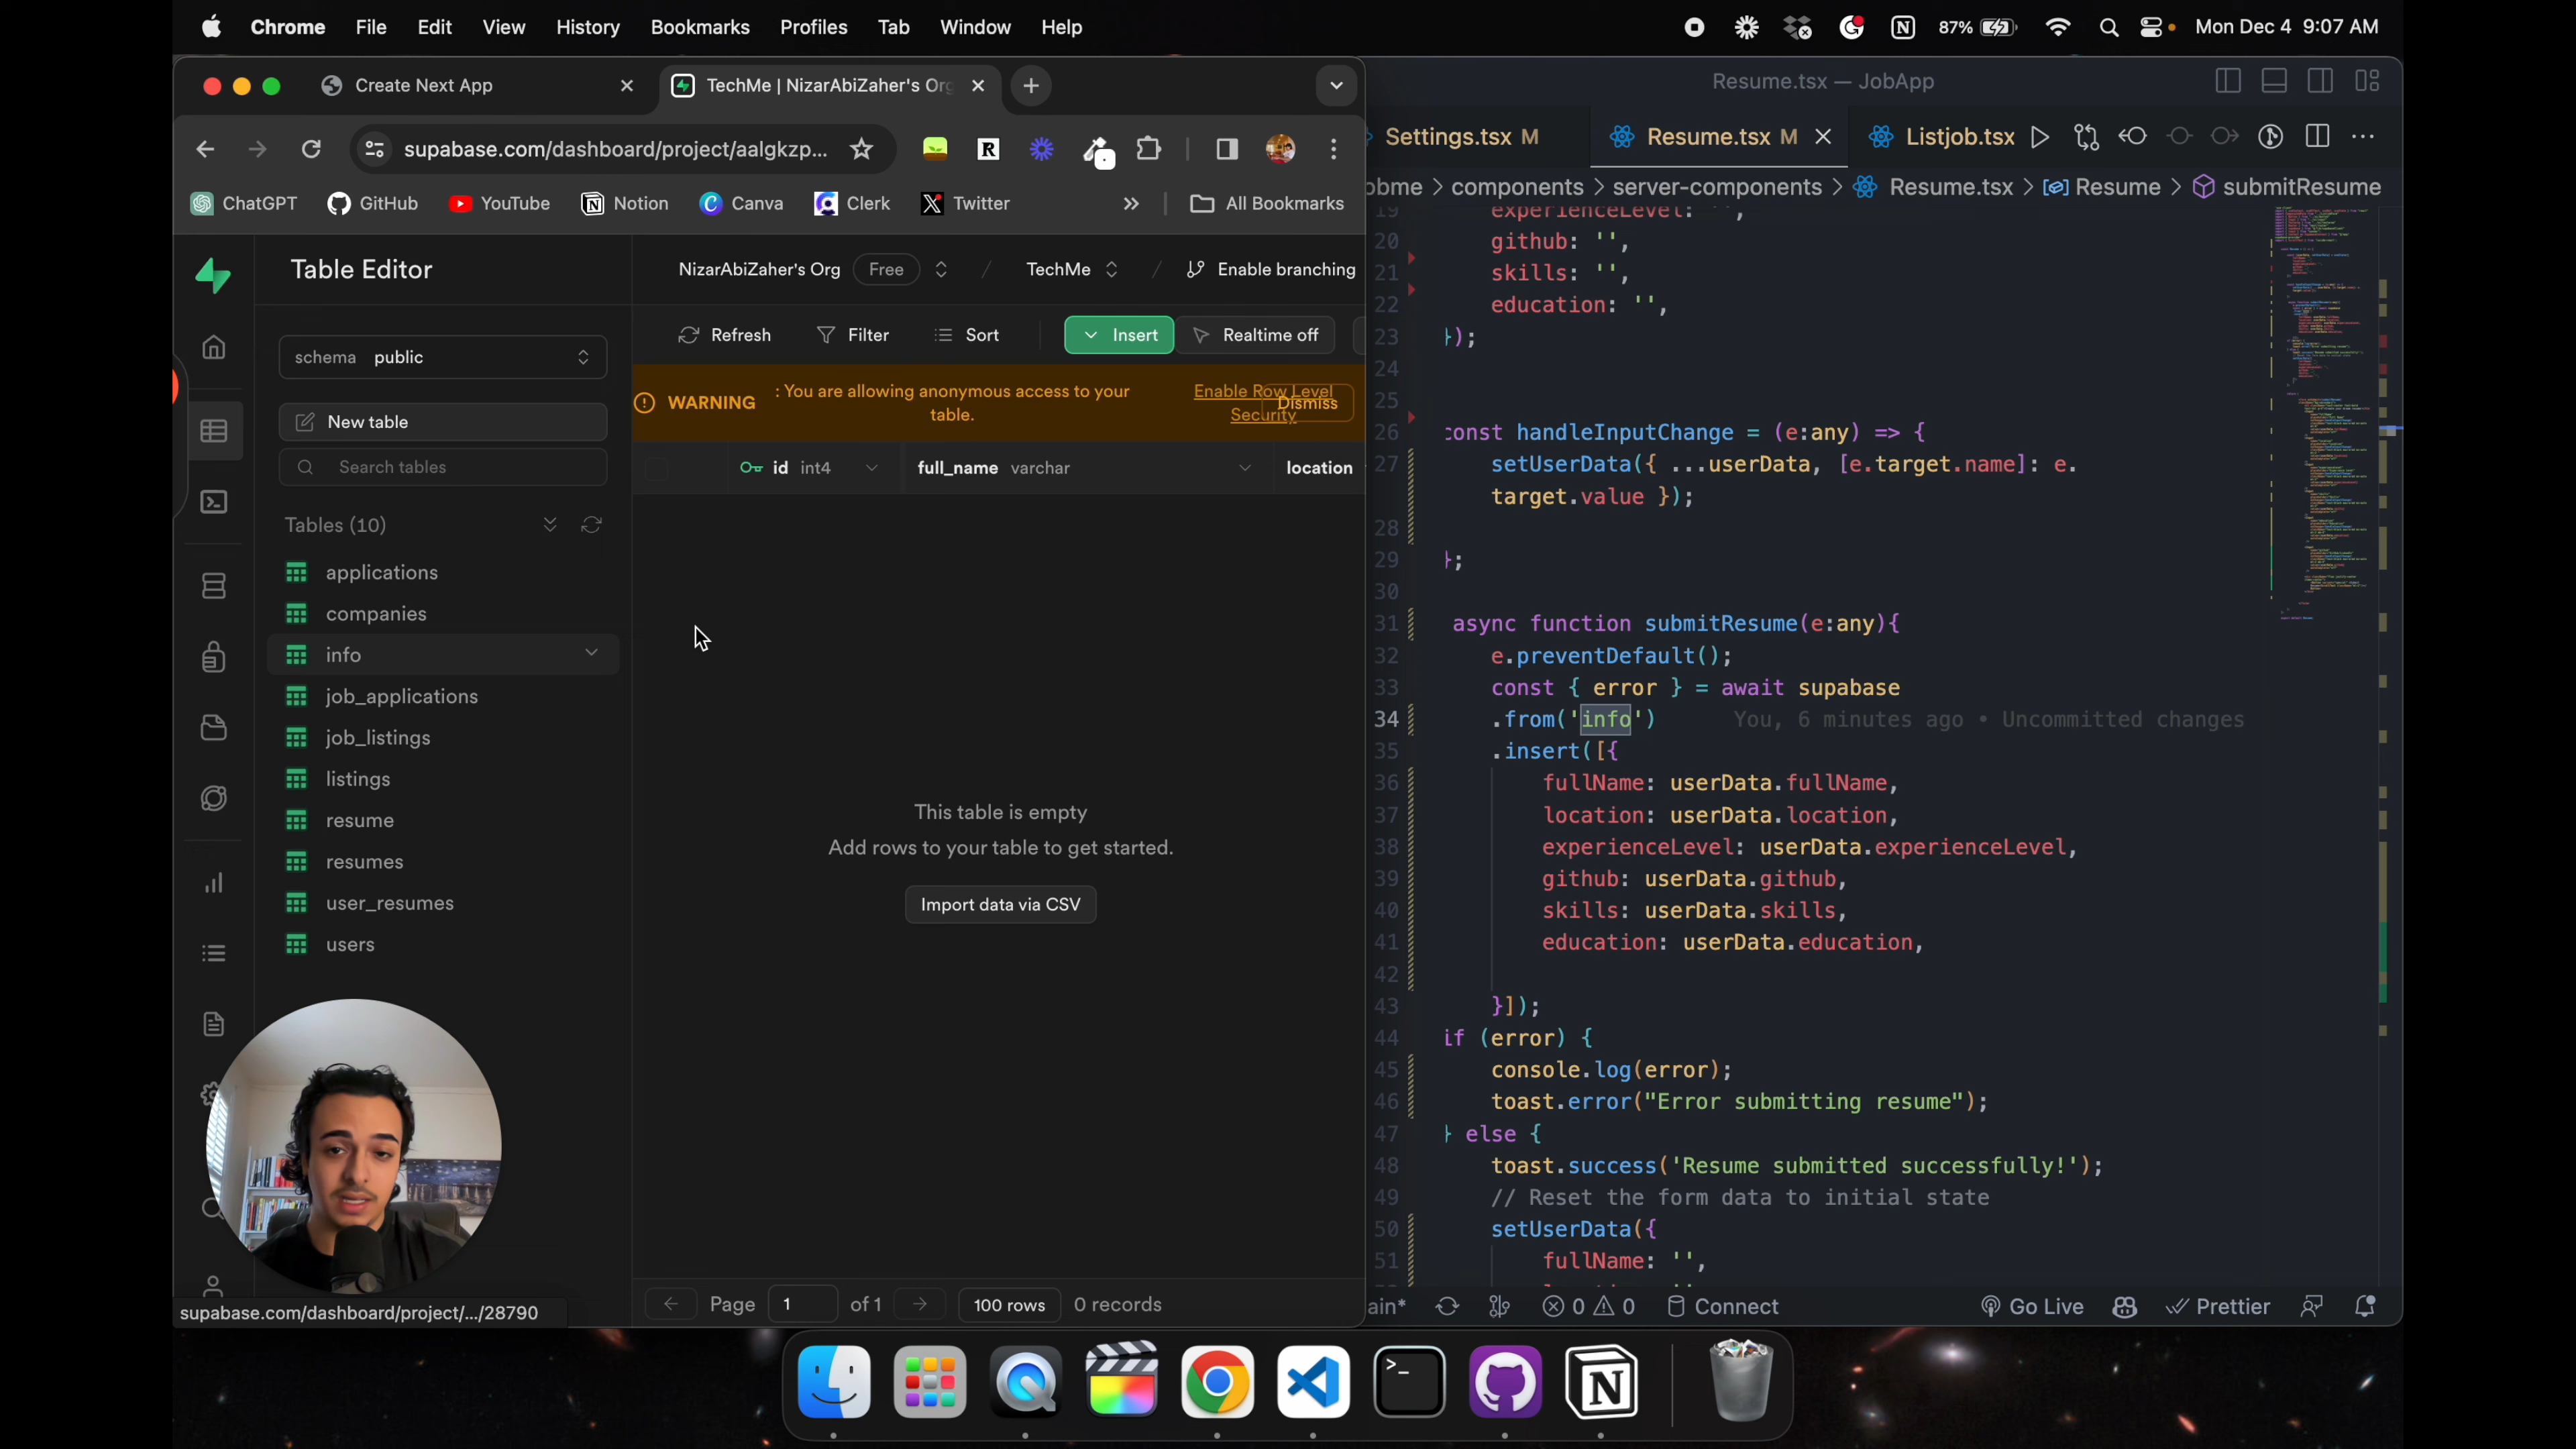 Chrome File Edit View History Bookmarks Profiles Tab Window Help 87% Mon Dec 4 9:07 AM
Create Next App
TechMe | NizarAbiZaher's Org
supabase.com/dashboard/project/aalgkzp...
ChatGPT GitHub YouTube Notion Canva Clerk Twitter » All Bookmarks
Table Editor
schema public
New table
Search tables
Tables (10)
applications
companies
info
job_applications
job_listings
listings
resume
resumes
user_resumes
users
supabase.com/dashboard/project/.../28790
NizarAbiZaher's Org Free / TechMe / Enable branching
Refresh Filter Sort Insert Realtime off
WARNING : You are allowing anonymous access to your
table.
Enable Row Level
Security
Dismiss
id int4 full_name varchar location
This table is empty
Add rows to your table to get started.
Import data via CSV
Page 1 of 1 100 rows 0 records
Resume.tsx — JobApp
Settings.tsx M Resume.tsx M Listjob.tsx
obme > components > server-components > Resume.tsx > Resume > submitResume
19 experienceLevel: '',
20 github: '',
21 skills: '',
22 education: '',
23 });
24
25
26 const handleInputChange = (e:any) => {
27 setUserData({ ...userData, [e.target.name]: e.
target.value });
28
29 };
30
31 async function submitResume(e:any){
32 e.preventDefault();
33 const { error } = await supabase
34 .from('info') You, 6 minutes ago • Uncommitted changes
35 .insert([{
36 fullName: userData.fullName,
37 location: userData.location,
38 experienceLevel: userData.experienceLevel,
39 github: userData.github,
40 skills: userData.skills,
41 education: userData.education,
42
43 }]);
44 if (error) {
45 console.log(error);
46 toast.error("Error submitting resume");
47 } else {
48 toast.success('Resume submitted successfully!');
49 // Reset the form data to initial state
50 setUserData({
51 fullName: '',
ain* 0 0 Connect Go Live Prettier